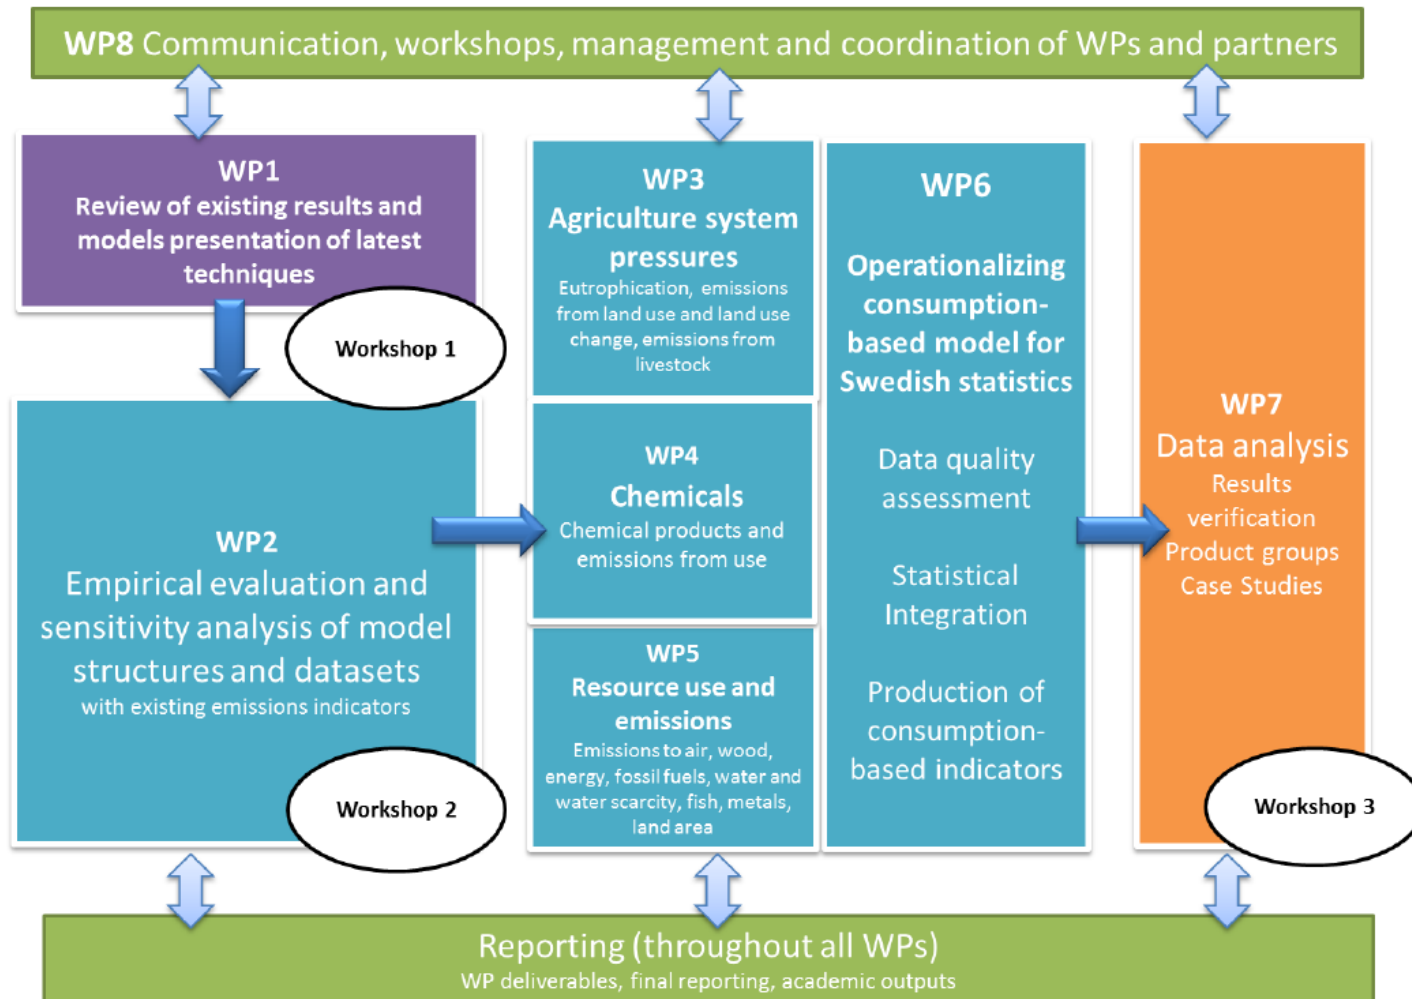 WP8 Communication, workshops, management and coordination of WPs and partners
WP1
Review of existing results and
models presentation of latest
techniques
Workshop 1
WP2
Empirical evaluation and
sensitivity analysis of model
structures and datasets
with existing emissions indicators
Workshop 2
WP3
Agriculture system
pressures
Eutrophication, emissions
from land use and land use
change, emissions from
livestock
WP4
Chemicals
Chemical products and
emissions from use
WP5
Resource use and
emissions
Emissions to air, wood,
energy, fossil fuels, water and
water scarcity, fish, metals,
land area
WP6
Operationalizing
consumption-
based model for
Swedish statistics
Data quality
assessment
Statistical
Integration
Production of
consumption-
based indicators
WP7
Data analysis
Results
verification
Product groups
Case Studies
Workshop 3
Reporting (throughout all WPs)
WP deliverables, final reporting, academic outputs